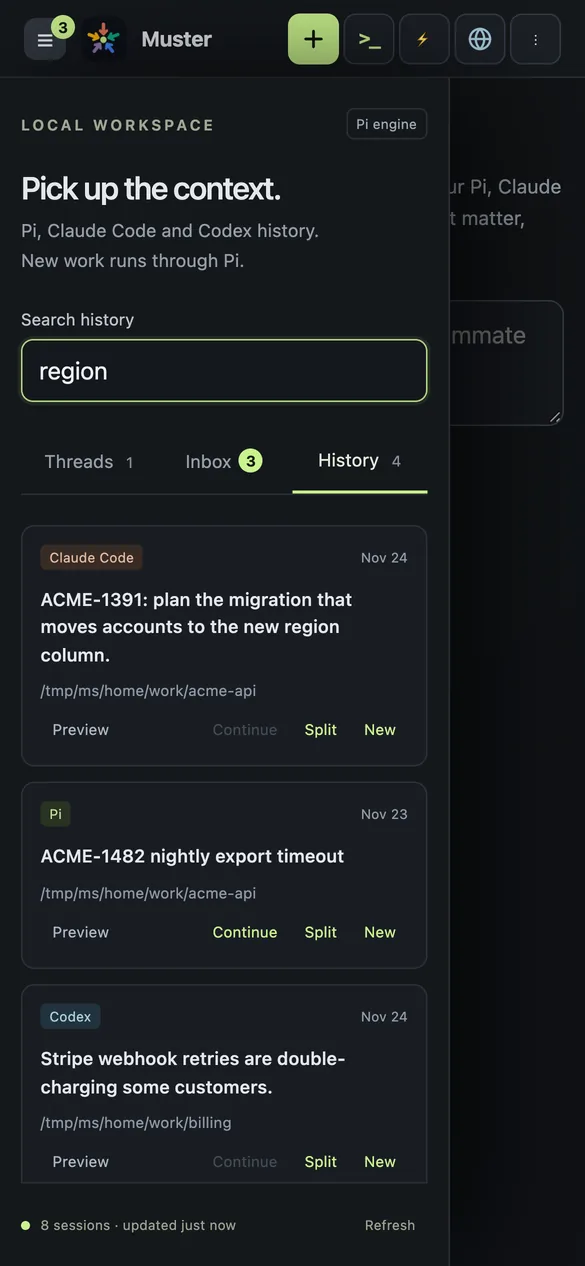 3
Muster
+ >_ ⚡ ⋮
LOCAL WORKSPACE Pi engine
Pick up the context.
ur Pi, Claude
Pi, Claude Code and Codex history.
t matter,
New work runs through Pi.
Search history
mmate
region
Threads 1 Inbox 3 History 4
Claude Code Nov 24
ACME-1391: plan the migration that
moves accounts to the new region
column.
/tmp/ms/home/work/acme-api
Preview Continue Split New
Pi Nov 23
ACME-1482 nightly export timeout
/tmp/ms/home/work/acme-api
Preview Continue Split New
Codex Nov 24
Stripe webhook retries are double-
charging some customers.
/tmp/ms/home/work/billing
Preview Continue Split New
8 sessions · updated just now Refresh